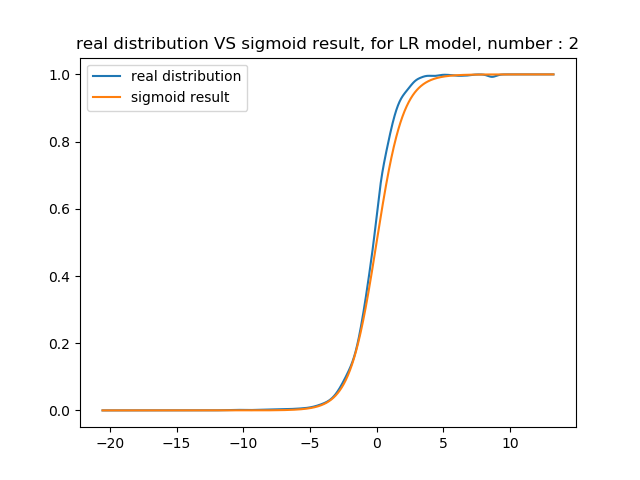 real distribution VS sigmoid result, for LR model, number : 2
real distribution
sigmoid result
1.0
0.8
0.6
0.4
0.2
0.0
−20 −15 −10 −5 0 5 10